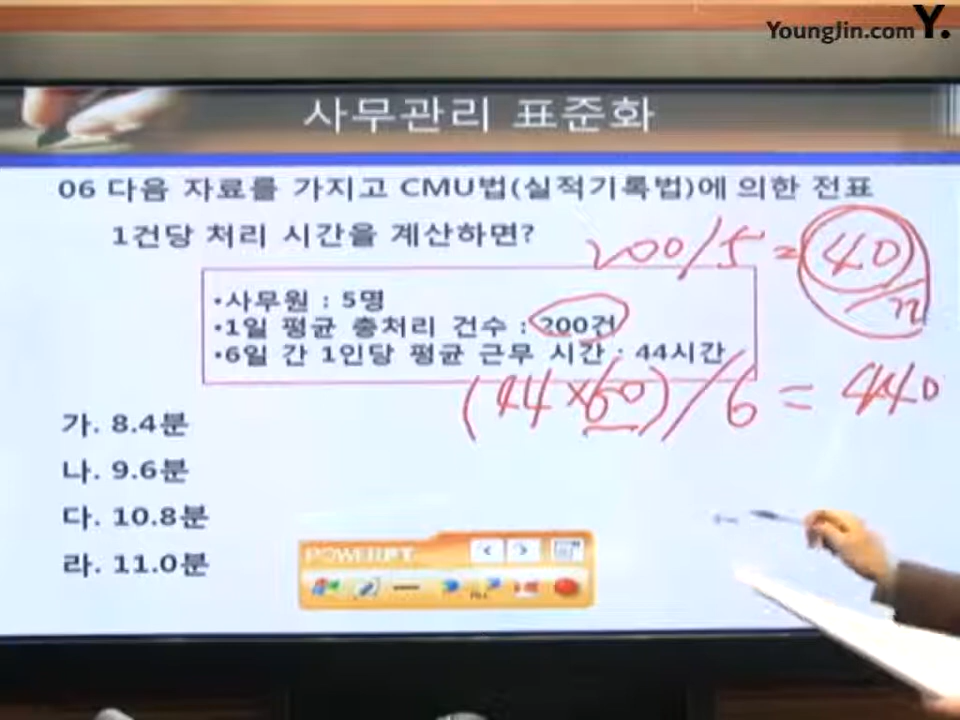 YoungJin.com Y.
사무관리 표준화
06 다음 자료를 가지고 CMU법(실적기록법)에 의한 전표
1건당 처리 시간을 계산하면?
200/5 = 40
•사무원 : 5명
•1일 평균 총처리 건수 : 200건
•6일 간 1인당 평균 근무 시간 : 44시간
(44×60)/6 = 440
가. 8.4분
나. 9.6분
다. 10.8분
라. 11.0분